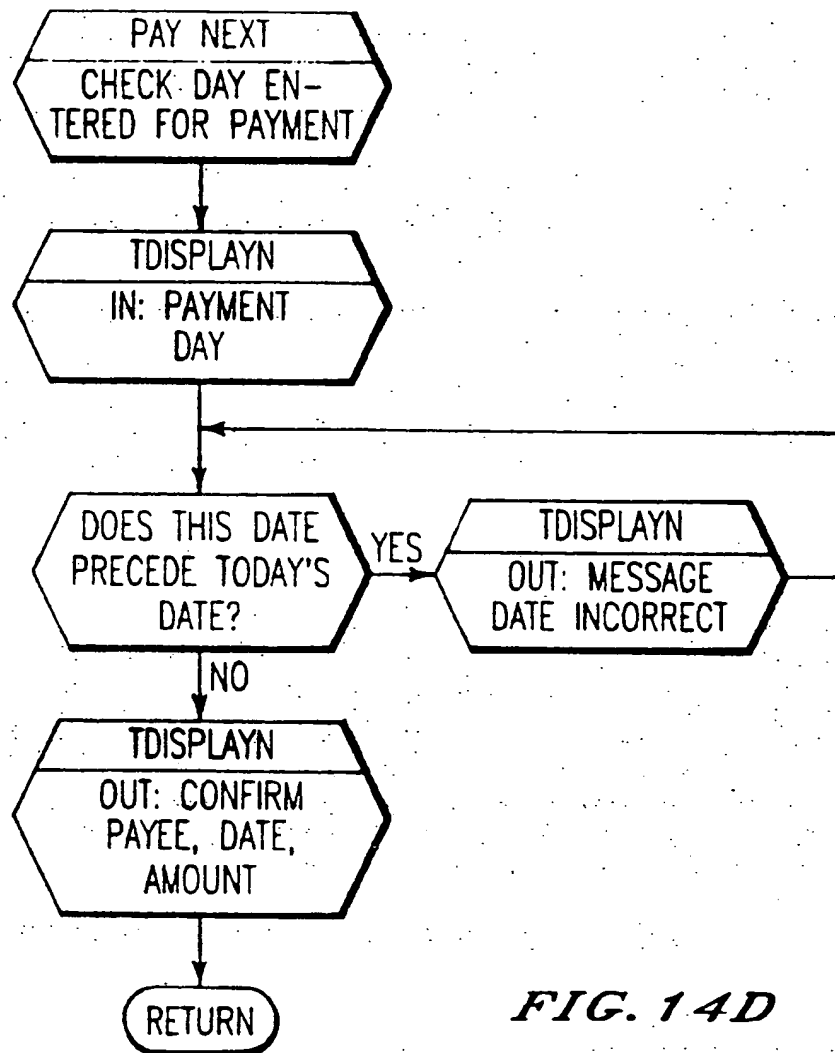 PAY NEXT
CHECK DAY EN-
TERED FOR PAYMENT
TDISPLAYN
IN: PAYMENT
DAY
DOES THIS DATE
PRECEDE TODAY'S
DATE?
YES
TDISPLAYN
OUT: MESSAGE
DATE INCORRECT
NO
TDISPLAYN
OUT: CONFIRM
PAYEE, DATE,
AMOUNT
RETURN
FIG. 14D